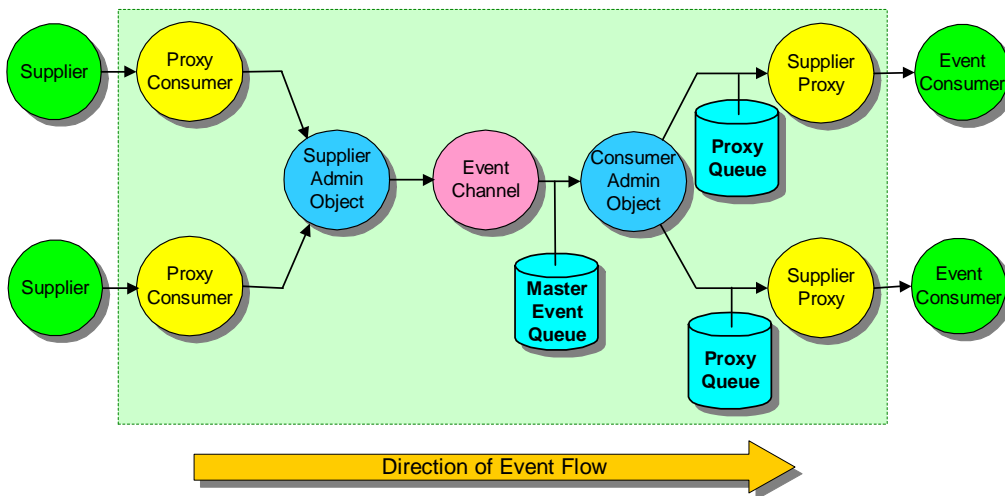 Supplier
Proxy
Consumer
Supplier
Proxy
Event
Consumer
Proxy
Queue
Supplier
Admin
Object
Event
Channel
Consumer
Admin
Object
Master
Event
Queue
Supplier
Proxy
Consumer
Supplier
Proxy
Event
Consumer
Proxy
Queue
Direction of Event Flow